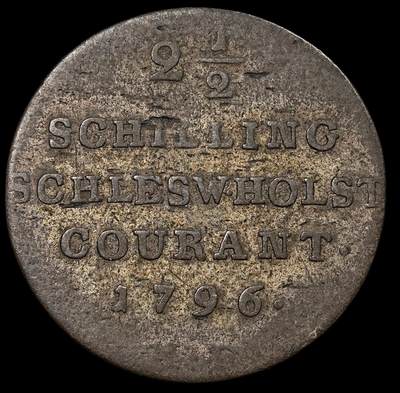 2 1/2
SCHILLING
SCHLESWHOLST
COURANT.
1796.